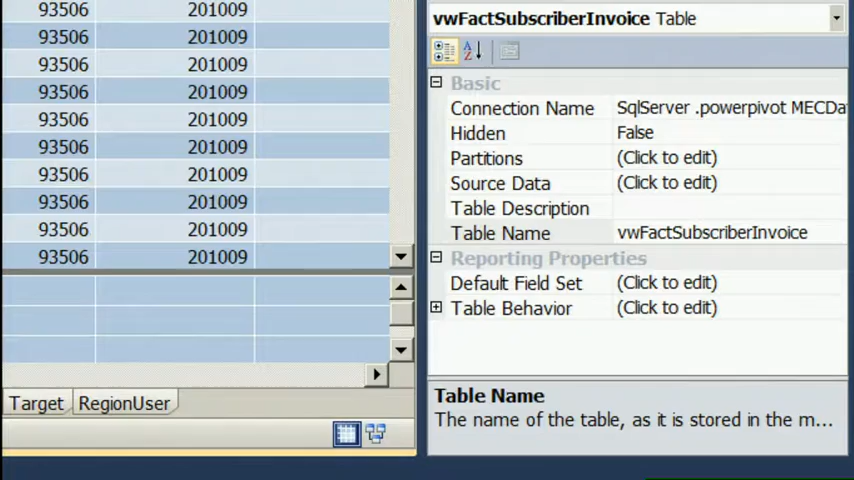 93506 201009
93506 201009
93506 201009
93506 201009
93506 201009
93506 201009
93506 201009
93506 201009
93506 201009
93506 201009
Target RegionUser
vwFactSubscriberInvoice Table
A
Z
Basic
Connection Name SqlServer .powerpivot MECDa
Hidden False
Partitions (Click to edit)
Source Data (Click to edit)
Table Description
Table Name vwFactSubscriberInvoice
Reporting Properties
Default Field Set (Click to edit)
Table Behavior (Click to edit)
Table Name
The name of the table, as it is stored in the m...